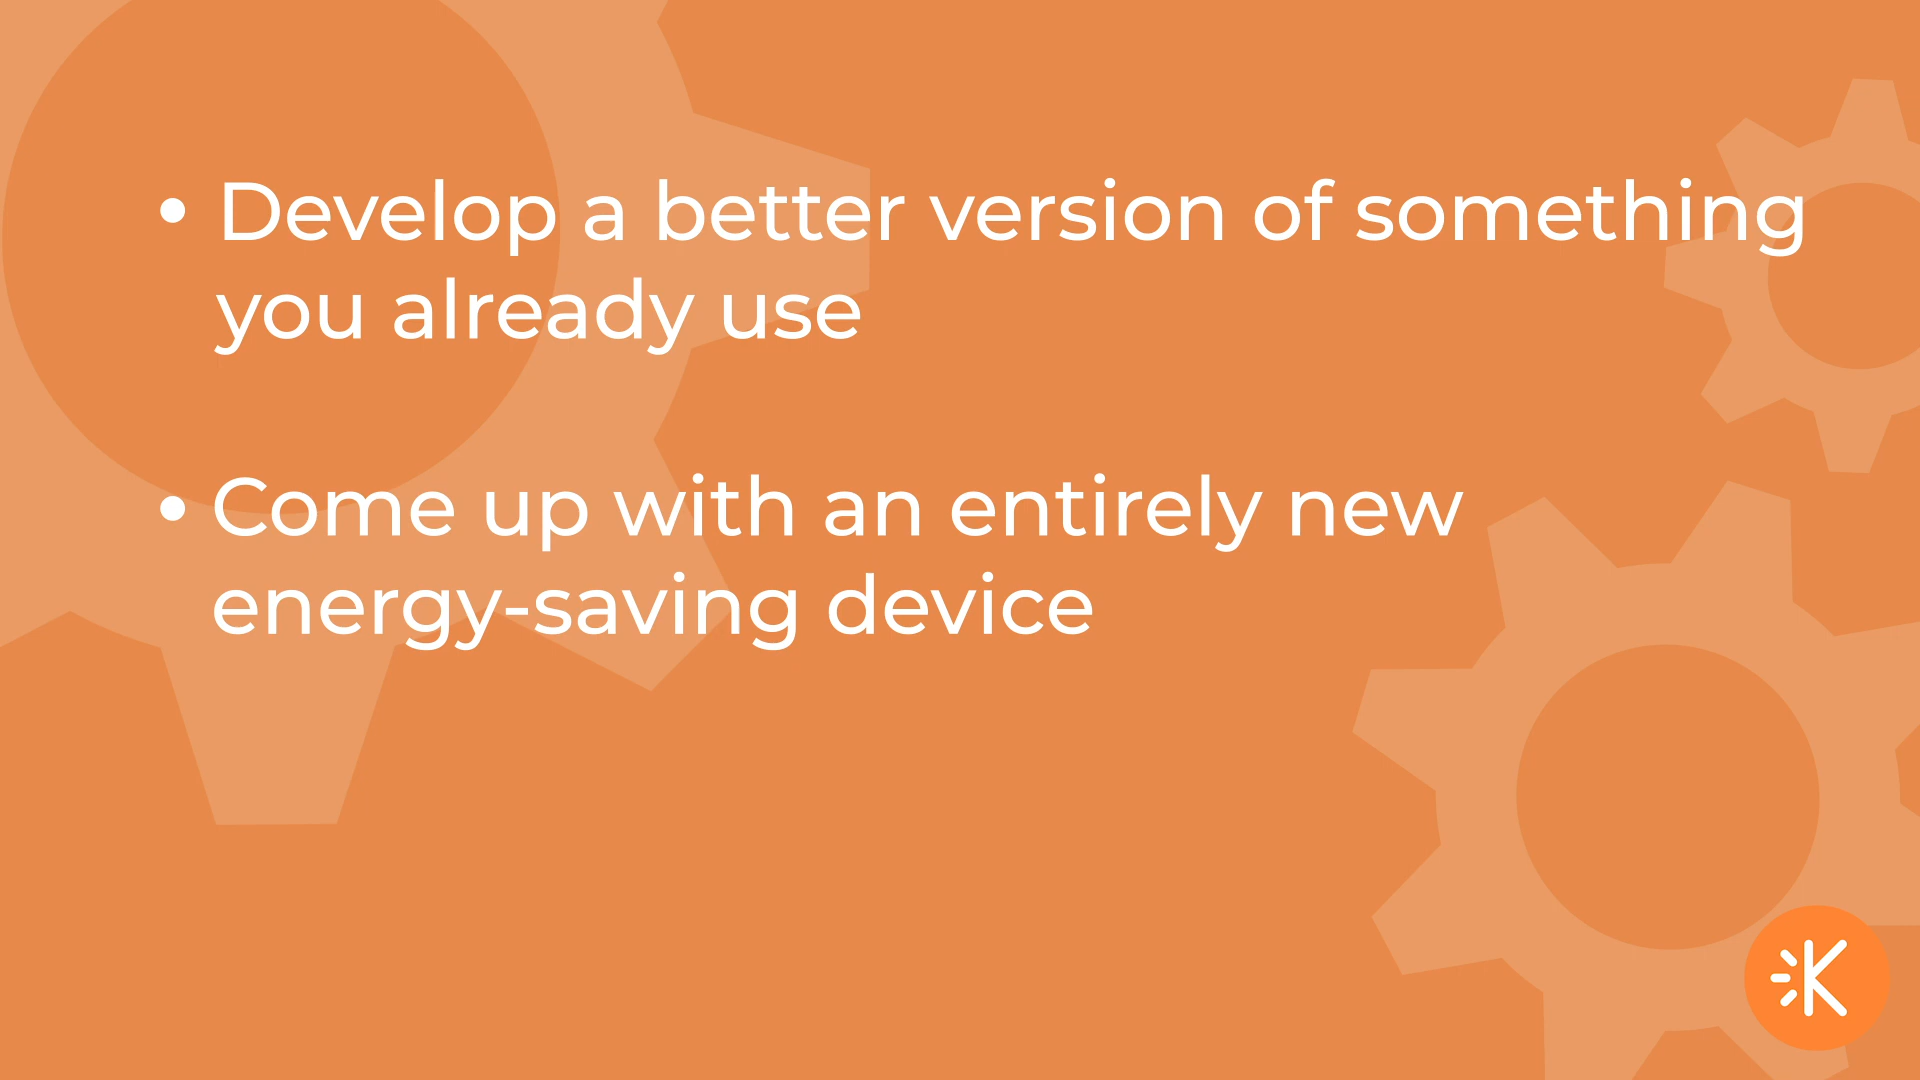 • Develop a better version of something
you already use
• Come up with an entirely new
energy-saving device
K